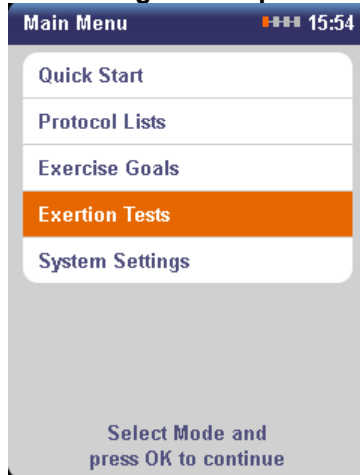 Main Menu 15:54
Quick Start
Protocol Lists
Exercise Goals
Exertion Tests
System Settings
Select Mode and
press OK to continue